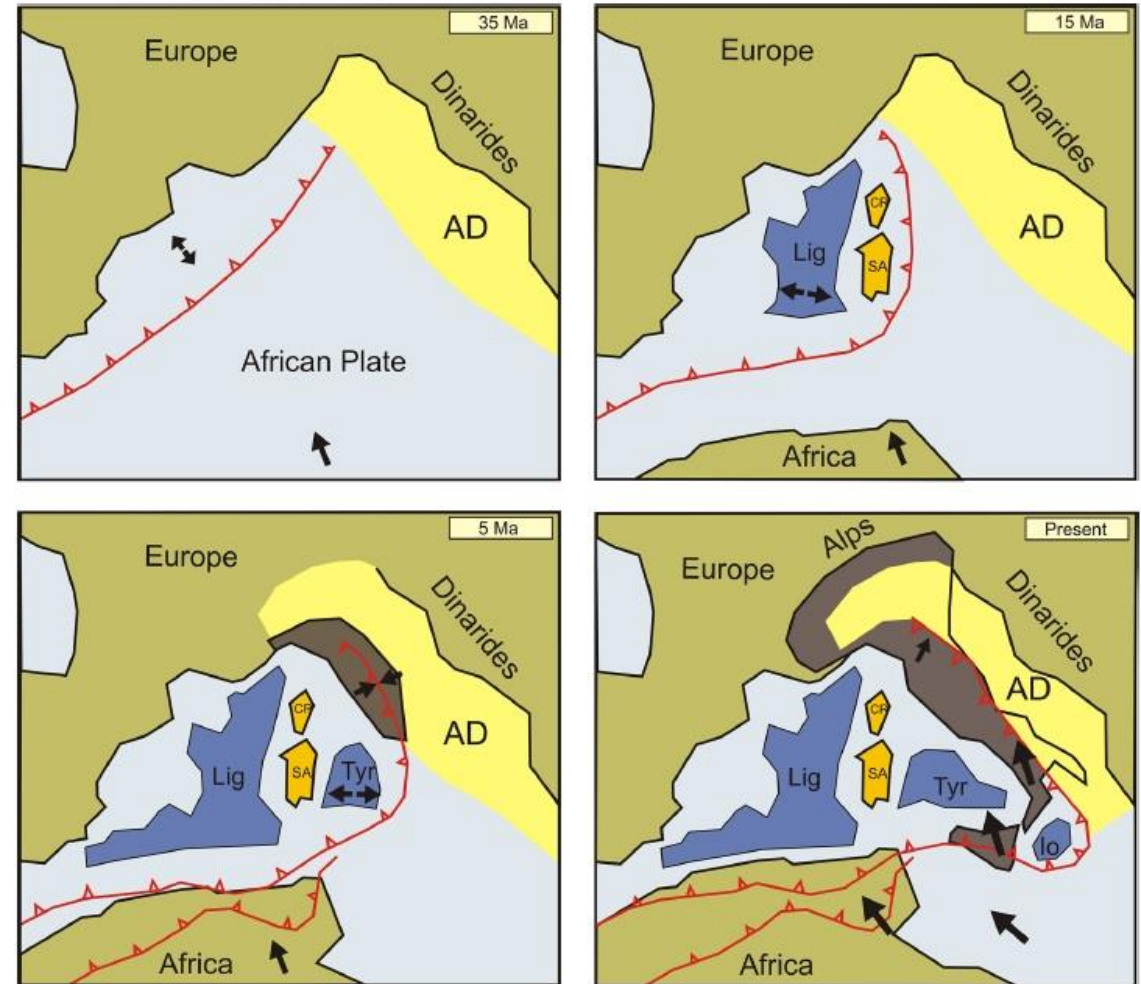 35 Ma
Europe
Dinarides
AD
African Plate
15 Ma
Europe
Dinarides
Lig
CR
SA
AD
Africa
5 Ma
Europe
Dinarides
CR
AD
Lig
SA
Tyr
Africa
Present
Alps
Europe
Dinarides
AD
CR
Lig
SA
Tyr
Io
Africa